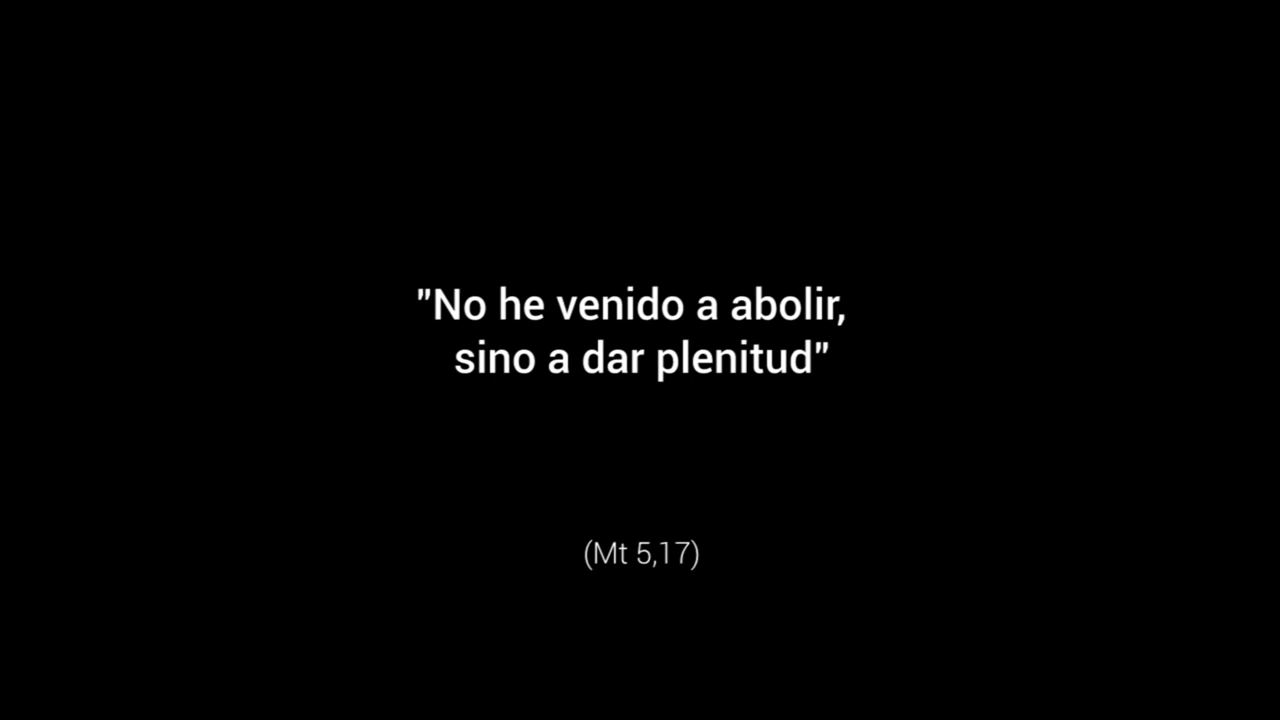 "No he venido a abolir,
sino a dar plenitud"
(Mt 5,17)